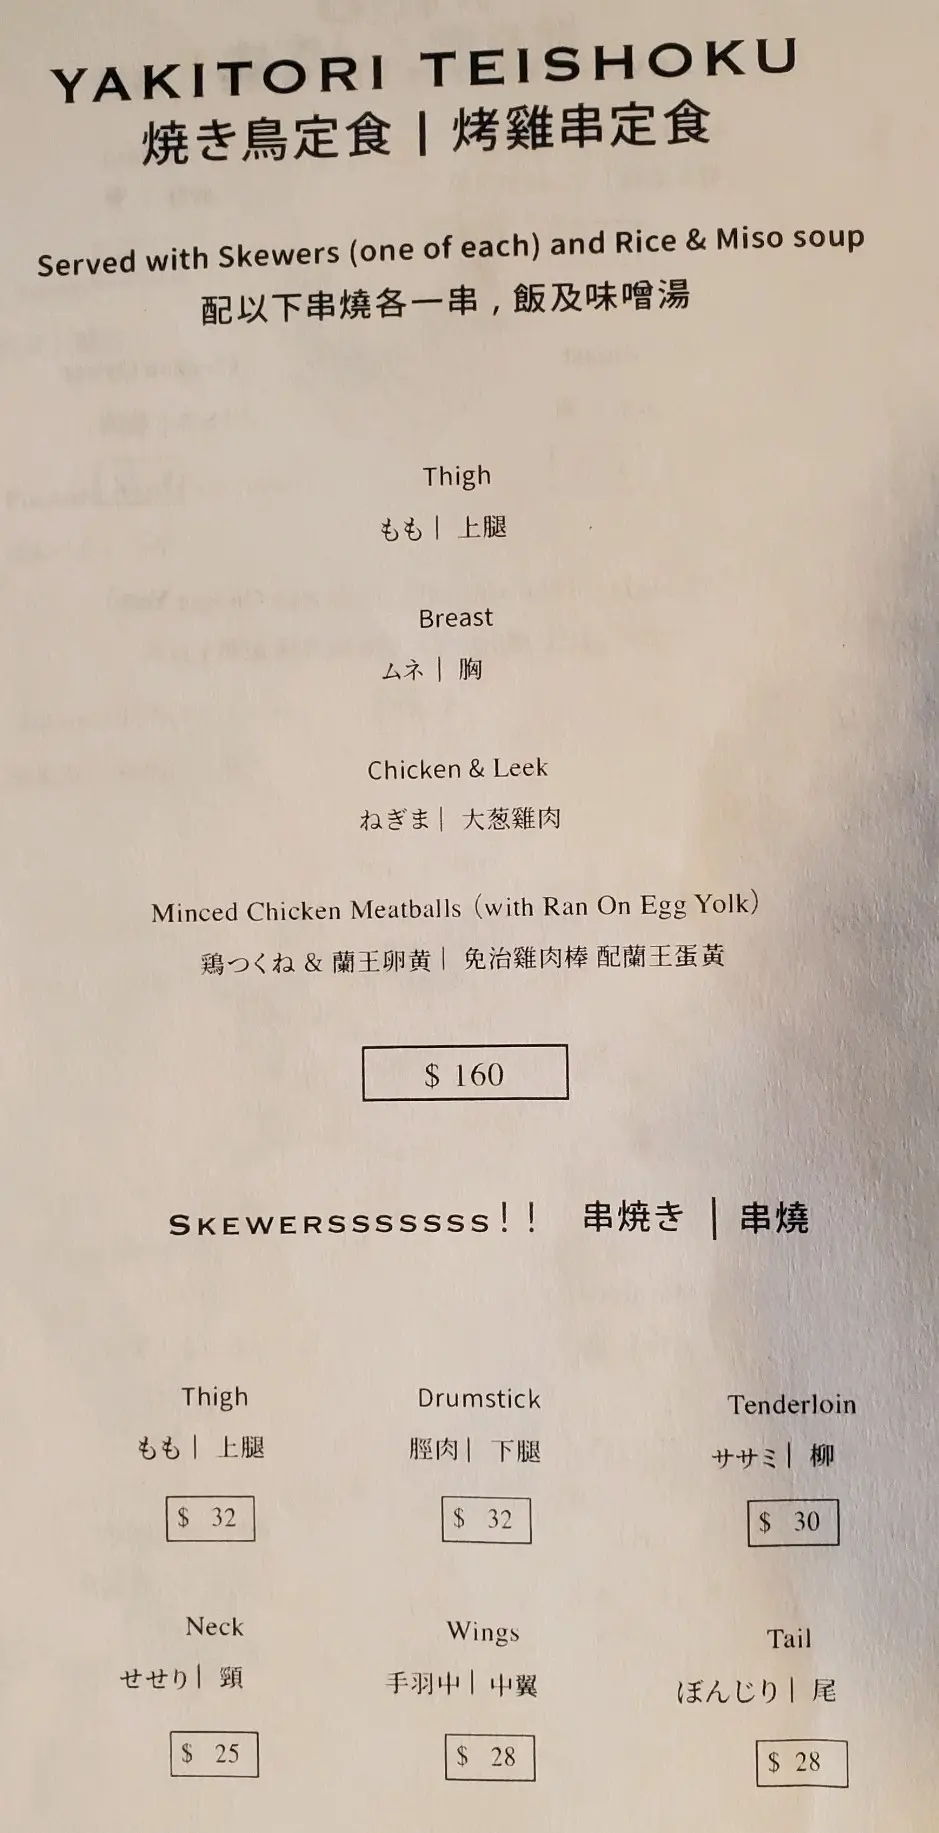 YAKITORI TEISHOKU
焼き鳥定食 | 烤雞串定食
Served with Skewers (one of each) and Rice & Miso soup
配以下串燒各一串 , 飯及味噌湯
Thigh
もも | 上腿
Breast
ムネ | 胸
Chicken & Leek
ねぎま | 大葱雞肉
Minced Chicken Meatballs (with Ran On Egg Yolk)
鶏つくね & 蘭王卵黄 | 免治雞肉棒 配蘭王蛋黃
$ 160
SKEWERSSSSSSS!! 串焼き | 串燒
Thigh Drumstick Tenderloin
もも | 上腿 脛肉 | 下腿 ササミ | 柳
$ 32 $ 32 $ 30
Neck Wings Tail
せせり | 頸 手羽中 | 中翼 ぼんじり | 尾
$ 25 $ 28 $ 28